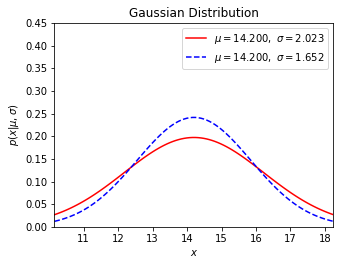 Gaussian Distribution
μ = 14.200, σ = 2.023
μ = 14.200, σ = 1.652
p(x|μ, σ)
0.45
0.40
0.35
0.30
0.25
0.20
0.15
0.10
0.05
0.00
11 12 13 14 15 16 17 18
x